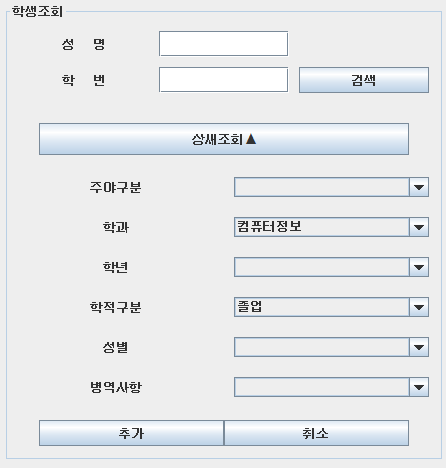 학생조회
성 명
학 번 검색
상새조회▲
주야구분
학과 컴퓨터정보
학년
학적구분 졸업
성별
병역사항
추가 취소